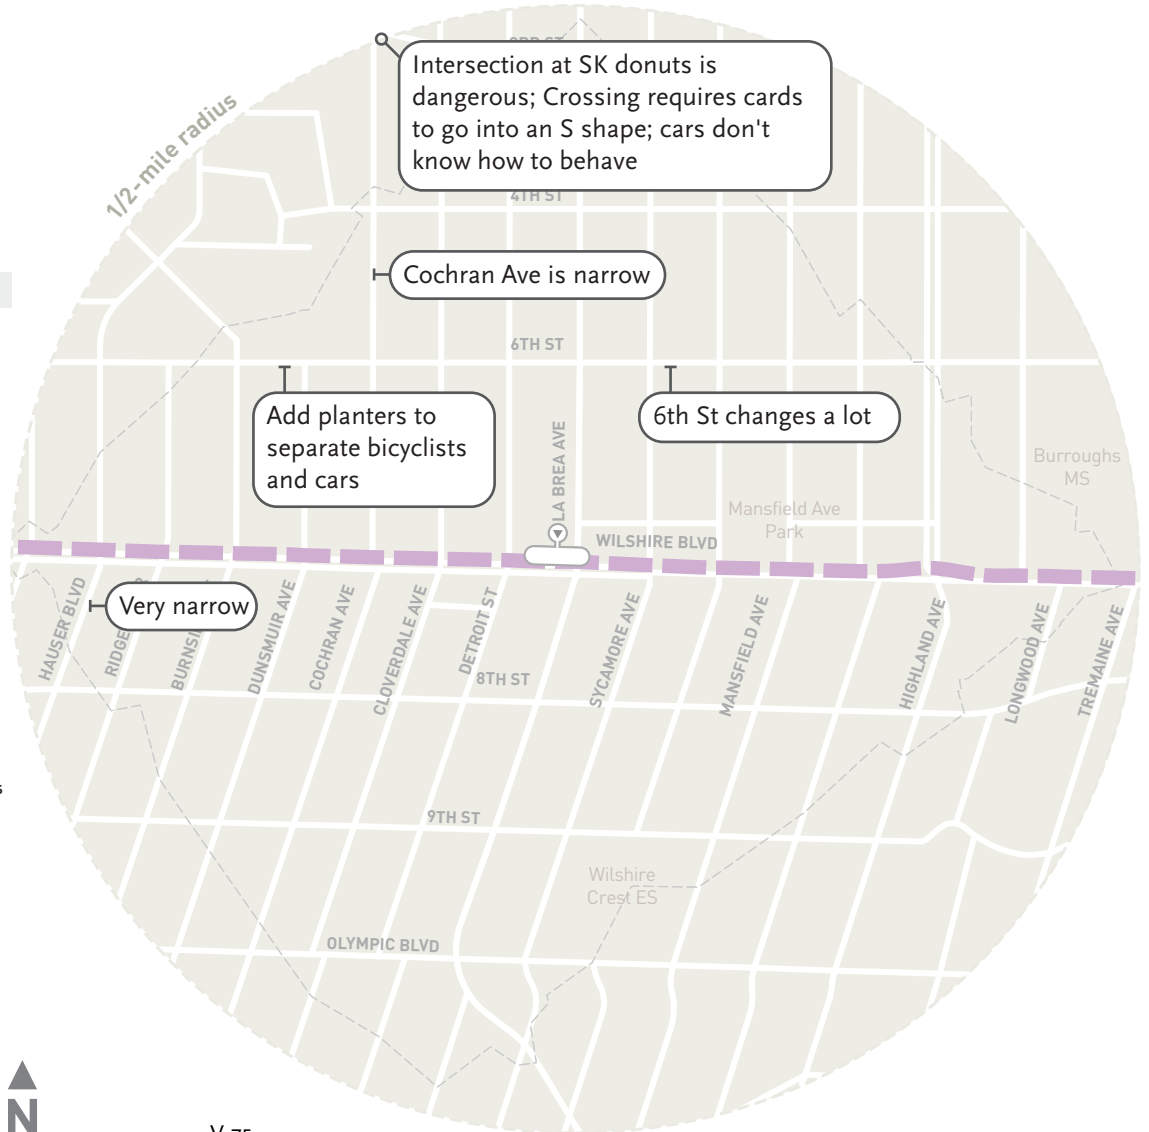 1/2-mile radius
Intersection at SK donuts is
dangerous; Crossing requires cards
to go into an S shape; cars don't
know how to behave
4TH ST
Cochran Ave is narrow
6TH ST
Add planters to
separate bicyclists
and cars
6th St changes a lot
LA BREA AVE
Burroughs
MS
Mansfield Ave
Park
WILSHIRE BLVD
Very narrow
HAUSER BLVD
DUNSMUIR AVE
COCHRAN AVE
CLOVERDALE AVE
DETROIT ST
SYCAMORE AVE
MANSFIELD AVE
HIGHLAND AVE
LONGWOOD AVE
TREMAINE AVE
8TH ST
9TH ST
Wilshire
Crest ES
OLYMPIC BLVD
N